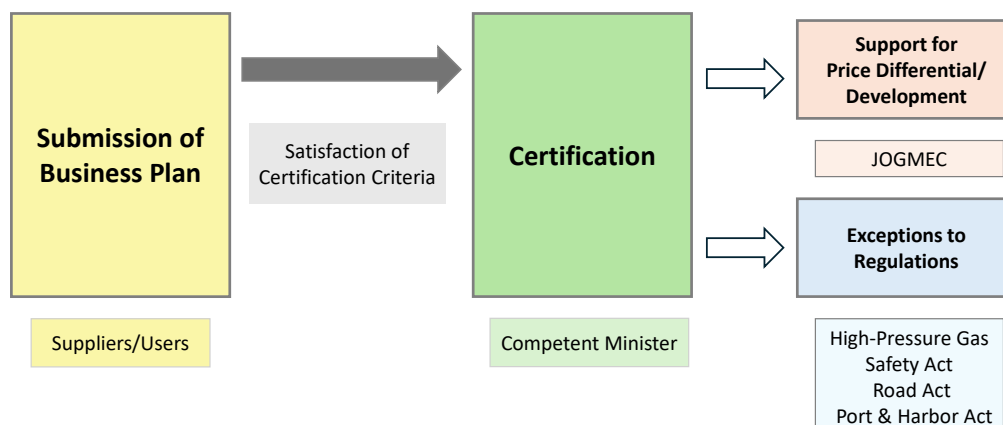 Submission of
Business Plan
Suppliers/Users
Satisfaction of
Certification Criteria
Certification
Competent Minister
Support for
Price Differential/
Development
JOGMEC
Exceptions to
Regulations
High-Pressure Gas
Safety Act
Road Act
Port & Harbor Act